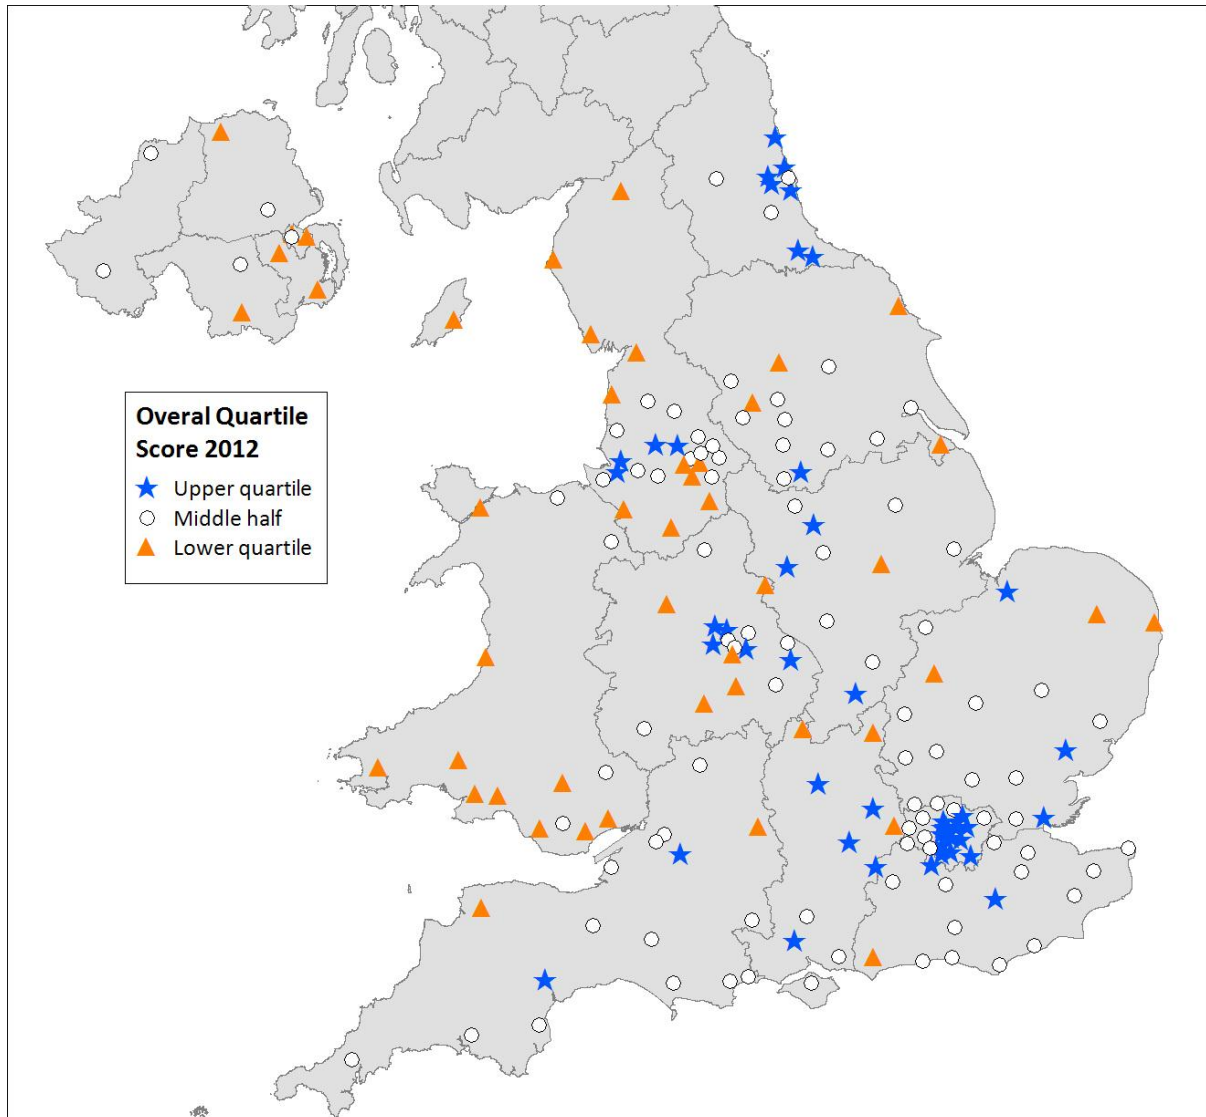 Overal Quartile
Score 2012
Upper quartile
Middle half
Lower quartile